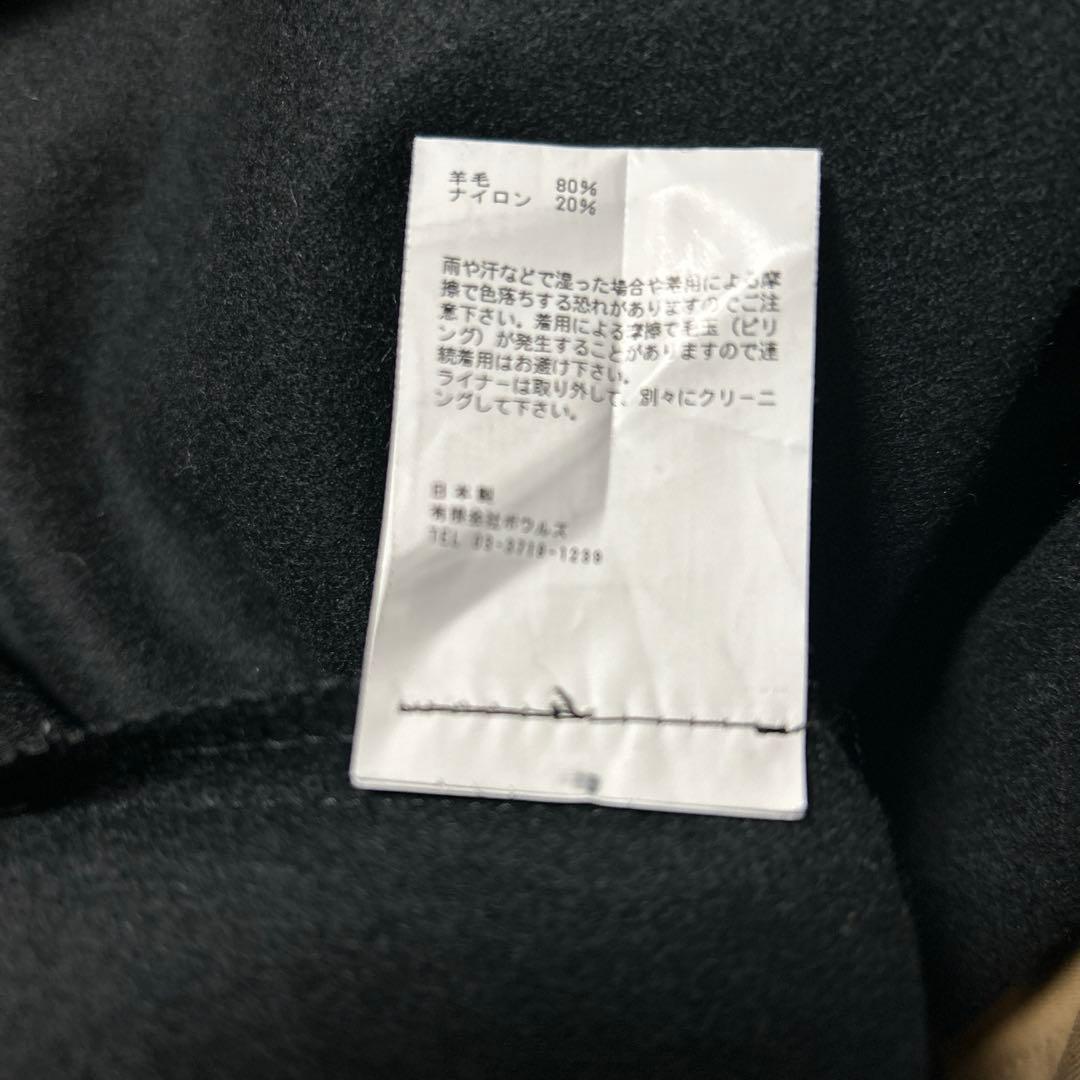 羊毛 80%
ナイロン 20%
雨や汗などで湿った場合や着用による摩
擦で色落ちする恐れがありますのでご注
意下さい。着用による摩擦で毛玉（ピリ
ング）が発生することがありますので連
続着用はお避け下さい。
ライナーは取り外して、別々にクリーニ
ングして下さい。
日本製
有限会社ボウルズ
TEL 03-3719-1239